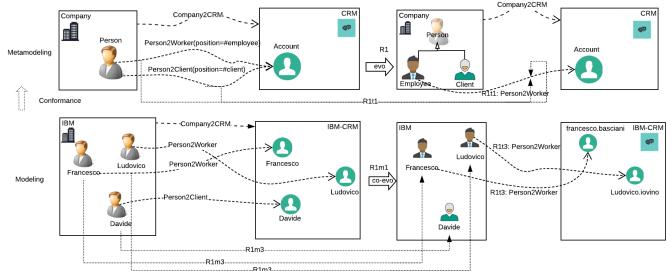 Company
Company2CRM
CRM
Company
Company2CRM
CRM
Person
Person
Person2Worker(position=#employee)
Account
R1
Account
Metamodeling
evo
Person2Client(position=#client)
Employee
Client
R1t1: Person2Worker
Conformance
R1t1
IBM
Company2CRM
IBM-CRM
IBM
francesco.basciani
IBM-CRM
Ludovico
Person2Worker
Francesco
Ludovico
R1t3: Person2Worker
Person2Worker
Francesco
R1m1
Francesco
Modeling
co-evo
Ludovico
R1t3: Person2Worker
Ludovico.iovino
Person2Client
Davide
Davide
Davide
R1m3
R1m3
R1m3